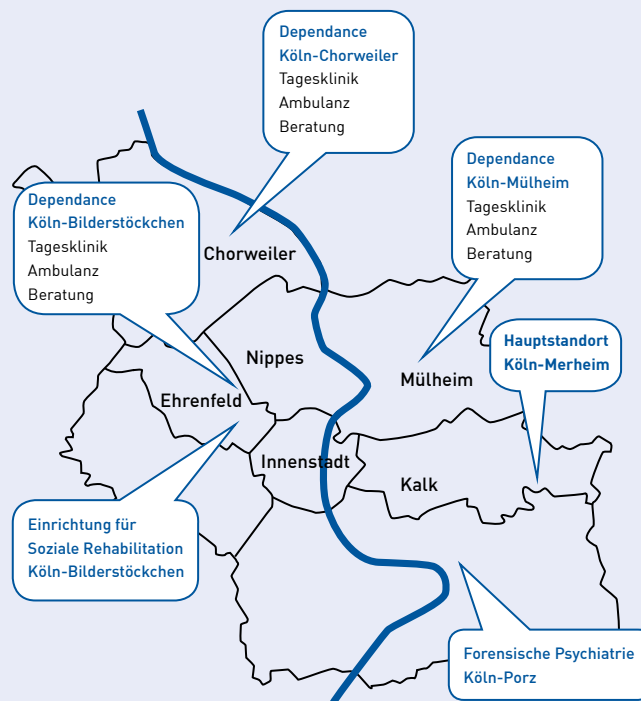 Dependance
Köln-Chorweiler
Tagesklinik
Ambulanz
Beratung
Dependance
Köln-Mülheim
Tagesklinik
Ambulanz
Beratung
Dependance
Köln-Bilderstöckchen
Tagesklinik
Ambulanz
Beratung
Chorweiler
Hauptstandort
Köln-Merheim
Nippes
Mülheim
Ehrenfeld
Innenstadt
Kalk
Einrichtung für
Soziale Rehabilitation
Köln-Bilderstöckchen
Forensische Psychiatrie
Köln-Porz